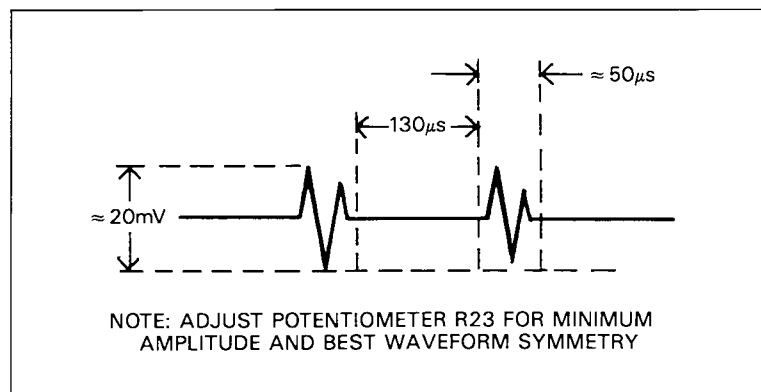 ≈ 50μs
130μs
≈ 20mV
NOTE: ADJUST POTENTIOMETER R23 FOR MINIMUM
AMPLITUDE AND BEST WAVEFORM SYMMETRY